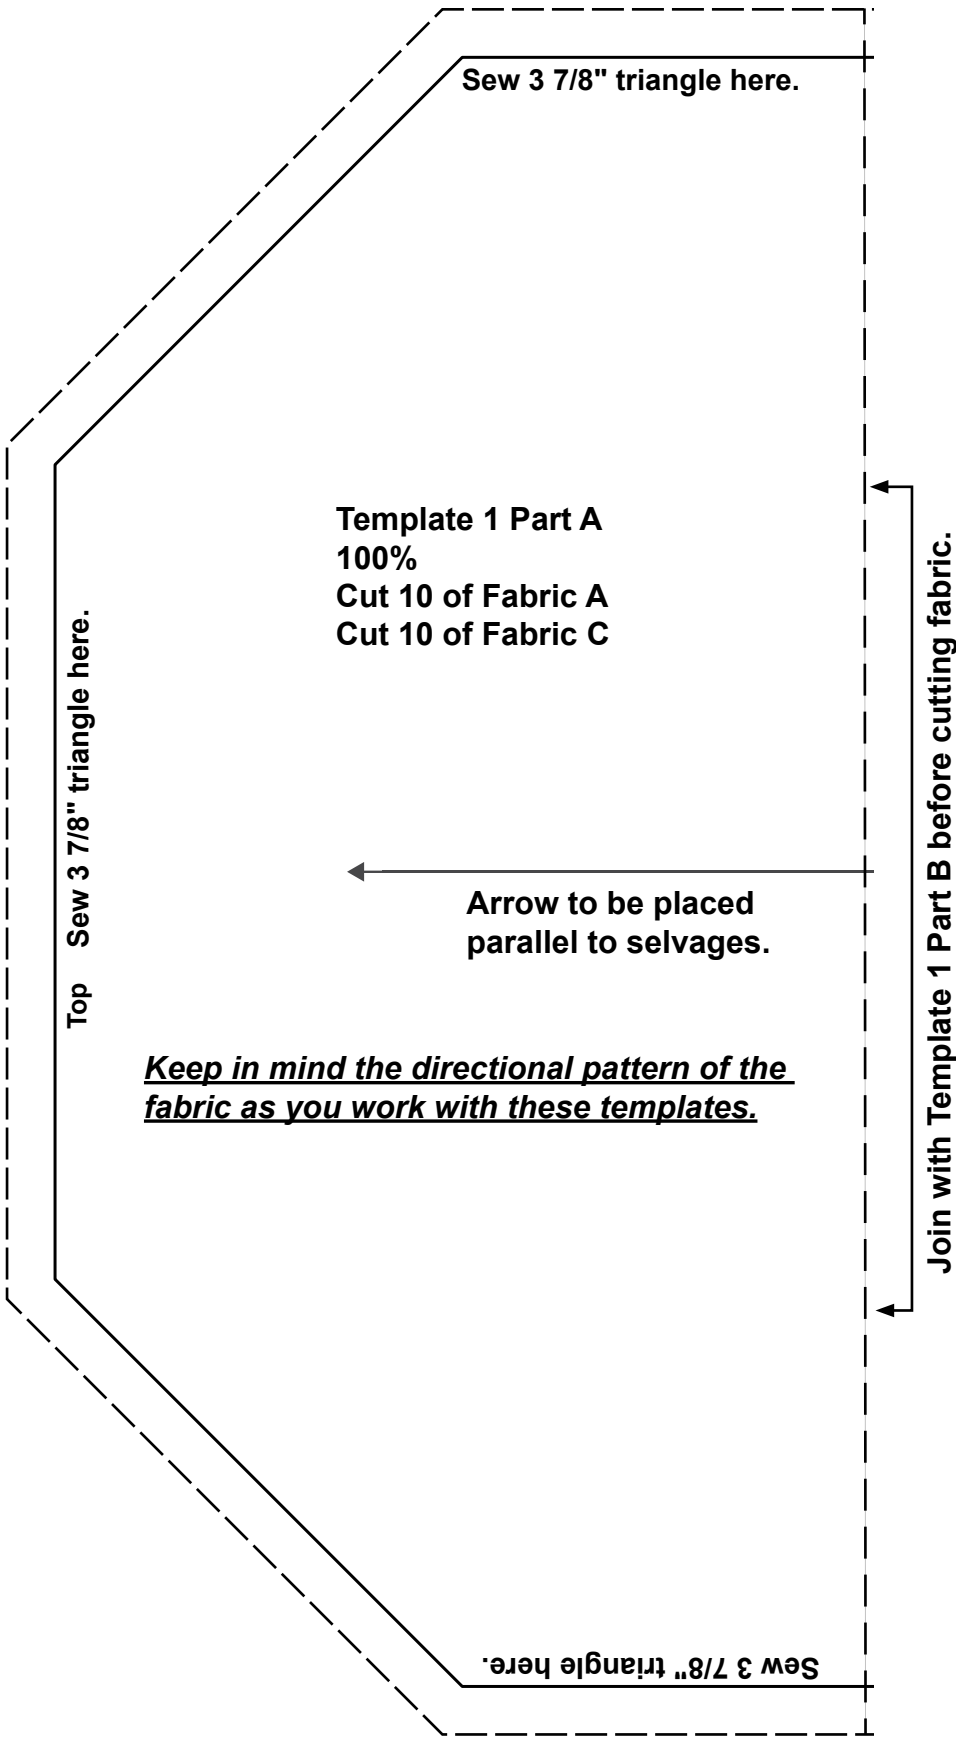 Sew 3 7/8" triangle here.
Template 1 Part A
100%
Cut 10 of Fabric A
Cut 10 of Fabric C
Top Sew 3 7/8" triangle here.
Arrow to be placed
parallel to selvages.
Keep in mind the directional pattern of the
fabric as you work with these templates.
Join with Template 1 Part B before cutting fabric.
Sew 3 7/8" triangle here.